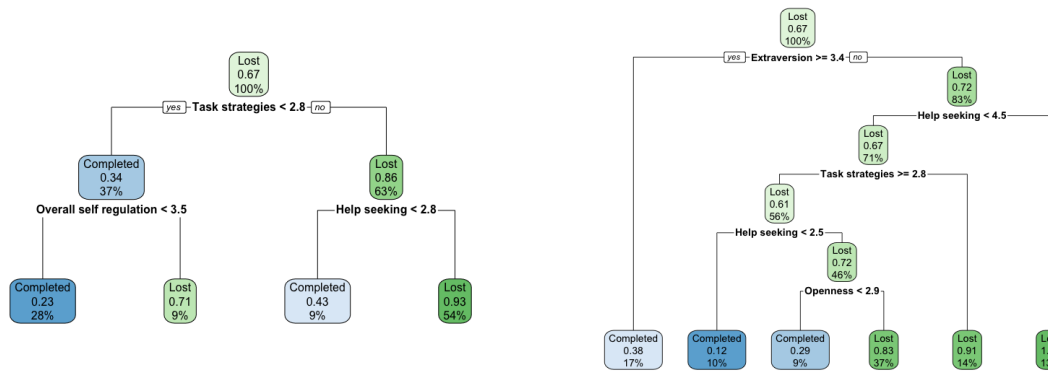 Lost
0.67
100%
yes Task strategies < 2.8 no
Completed
0.34
37%
Lost
0.86
63%
Overall self regulation < 3.5
Help seeking < 2.8
Completed
0.23
28%
Lost
0.71
9%
Completed
0.43
9%
Lost
0.93
54%
Lost
0.67
100%
yes Extraversion >= 3.4 no
Lost
0.72
83%
Help seeking < 4.5
Lost
0.67
71%
Task strategies >= 2.8
Lost
0.61
56%
Help seeking < 2.5
Lost
0.72
46%
Openness < 2.9
Completed
0.38
17%
Completed
0.12
10%
Completed
0.29
9%
Lost
0.83
37%
Lost
0.91
14%